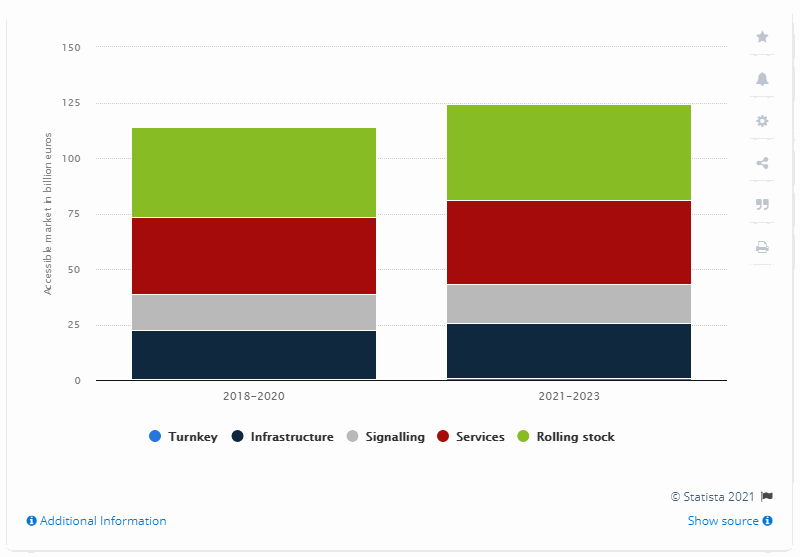 150
125
100
75
50
25
0
Accessible market in billion euros
2018-2020
2021-2023
Turnkey
Infrastructure
Signalling
Services
Rolling stock
© Statista 2021
Additional Information
Show source